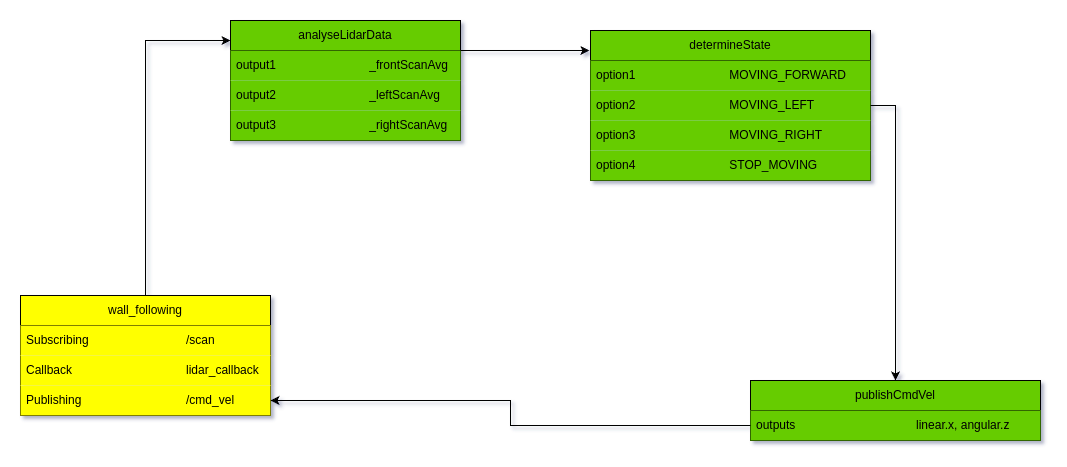 analyseLidarData
output1 _frontScanAvg
output2 _leftScanAvg
output3 _rightScanAvg
determineState
option1 MOVING_FORWARD
option2 MOVING_LEFT
option3 MOVING_RIGHT
option4 STOP_MOVING
wall_following
Subscribing /scan
Callback lidar_callback
Publishing /cmd_vel
publishCmdVel
outputs linear.x, angular.z